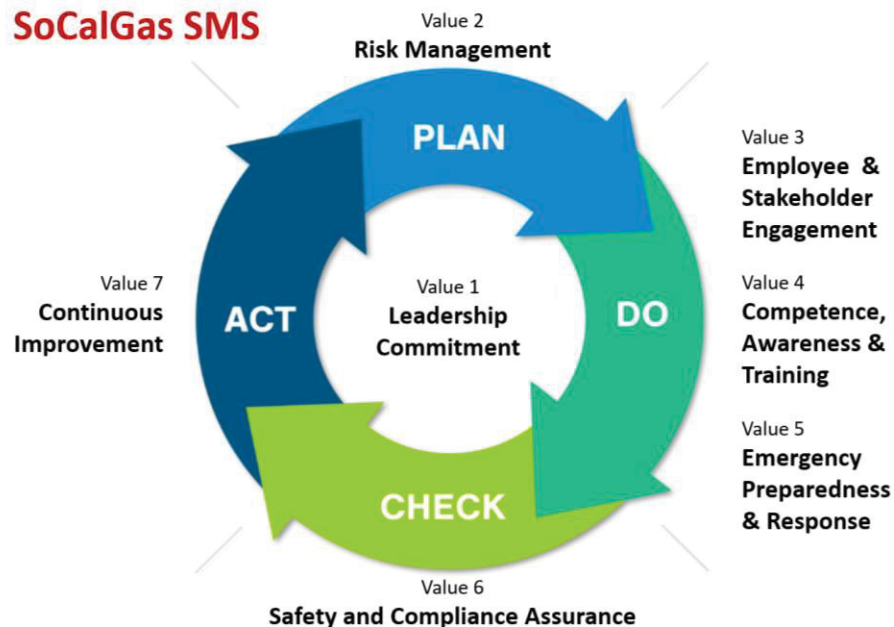 SoCalGas SMS
Value 2
Risk Management
PLAN
Value 3
Employee &
Stakeholder
Engagement
Value 7
Continuous
Improvement
ACT
Value 1
Leadership
Commitment
DO
Value 4
Competence,
Awareness &
Training
Value 5
Emergency
Preparedness
& Response
CHECK
Value 6
Safety and Compliance Assurance